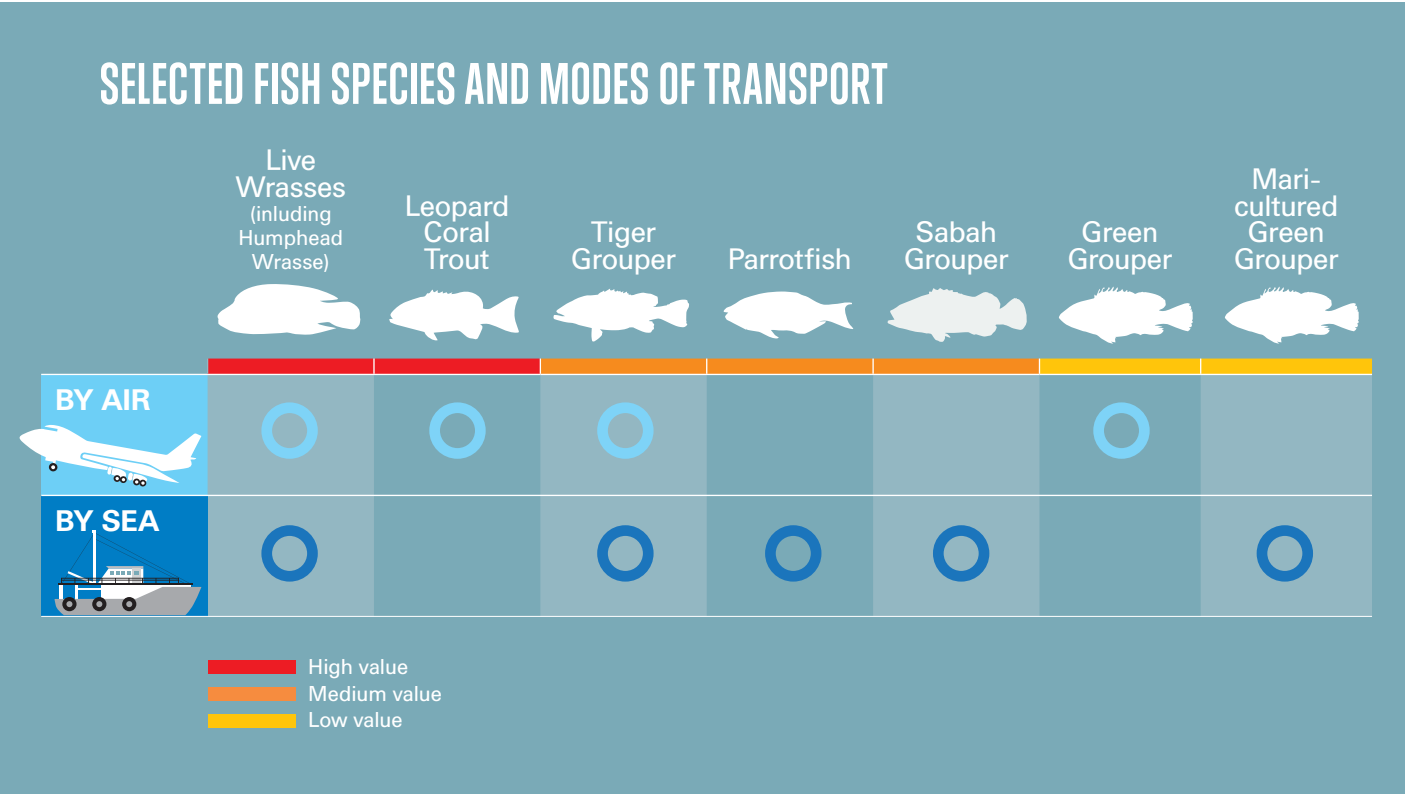 SELECTED FISH SPECIES AND MODES OF TRANSPORT
Live
Wrasses
(inluding
Humphead
Wrasse)
Leopard
Coral
Trout
Tiger
Grouper
Parrotfish
Sabah
Grouper
Green
Grouper
Mari-
cultured
Green
Grouper
BY AIR
BY SEA
High value
Medium value
Low value